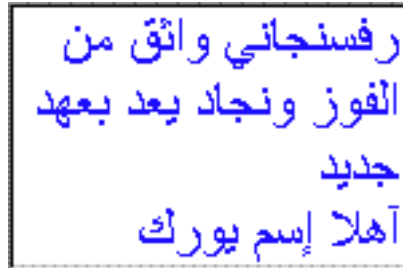 رفسنجاني واثق من
الفوز ونجاد يعد بعهد
جديد
آهلا إسم يورك